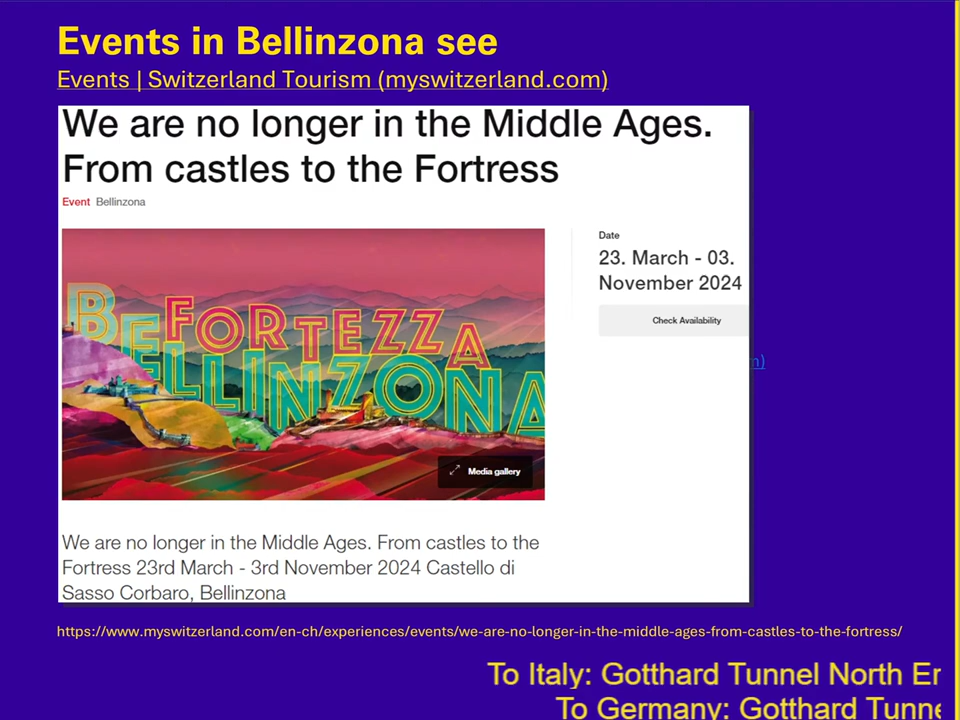 Events in Bellinzona see
Events | Switzerland Tourism (myswitzerland.com)
We are no longer in the Middle Ages.
From castles to the Fortress
Event Bellinzona
Date
23. March - 03.
November 2024
Check Availability
FORTEZZA
BELLINZONA
m)
Media gallery
We are no longer in the Middle Ages. From castles to the
Fortress 23rd March - 3rd November 2024 Castello di
Sasso Corbaro, Bellinzona
https://www.myswitzerland.com/en-ch/experiences/events/we-are-no-longer-in-the-middle-ages-from-castles-to-the-fortress/
To Italy: Gotthard Tunnel North
To Germany: Gotthard